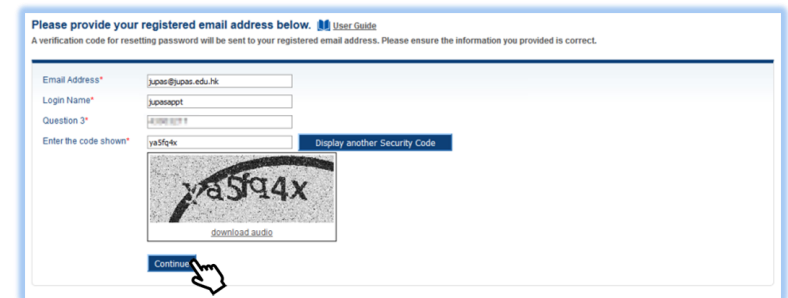 Please provide your registered email address below. User Guide
A verification code for resetting password will be sent to your registered email address. Please ensure the information you provided is correct.
Email Address* jupas@jupas.edu.hk
Login Name* jupasappt
Question 3*
Enter the code shown* ya5fq4x Display another Security Code
ya5fq4x
download audio
Continue